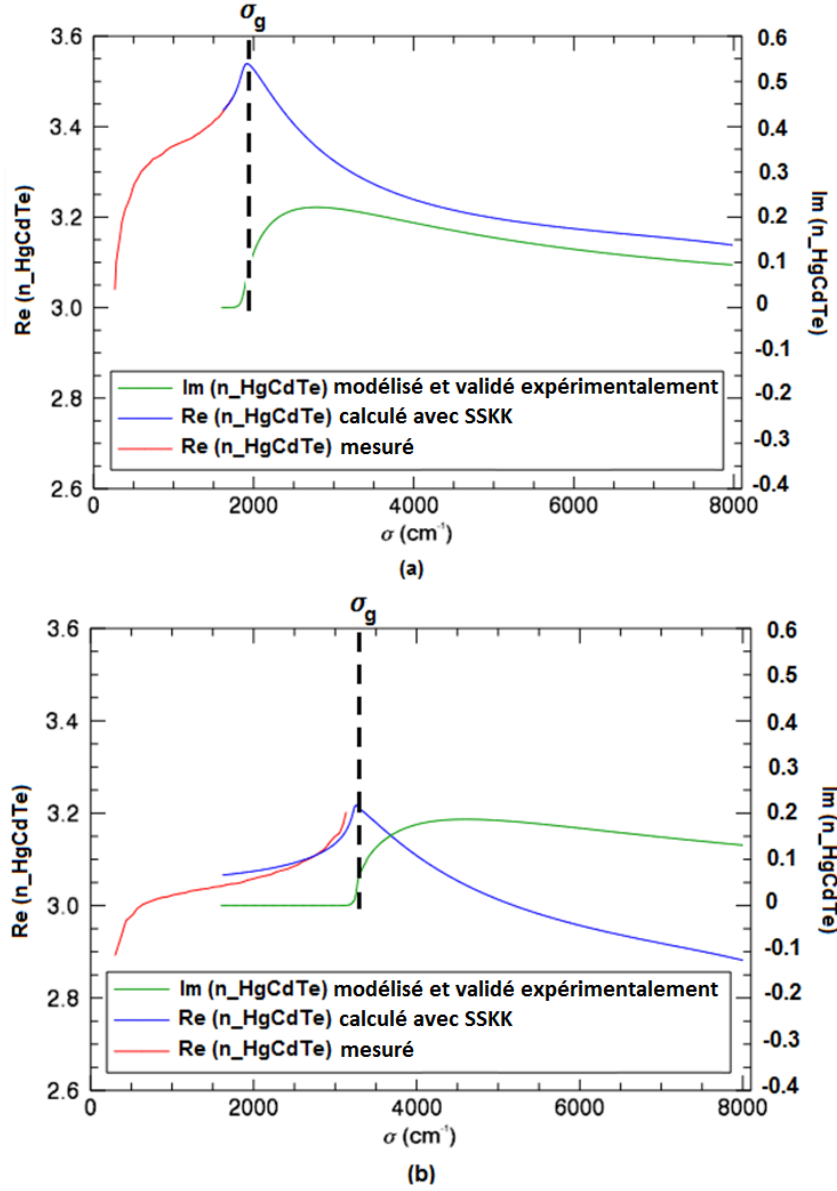 σg
3.6
3.4
3.2
3.0
2.8
2.6
Re (n_HgCdTe)
0.6
0.5
0.4
0.3
0.2
0.1
0
-0.1
-0.2
-0.3
-0.4
Im (n_HgCdTe)
Im (n_HgCdTe) modélisé et validé expérimentalement
Re (n_HgCdTe) calculé avec SSKK
Re (n_HgCdTe) mesuré
0 2000 4000 6000 8000
σ (cm⁻¹)
(a)
σg
3.6
3.4
3.2
3.0
2.8
2.6
Re (n_HgCdTe)
0.6
0.5
0.4
0.3
0.2
0.1
0
-0.1
-0.2
-0.3
-0.4
Im (n_HgCdTe)
Im (n_HgCdTe) modélisé et validé expérimentalement
Re (n_HgCdTe) calculé avec SSKK
Re (n_HgCdTe) mesuré
0 2000 4000 6000 8000
σ (cm⁻¹)
(b)